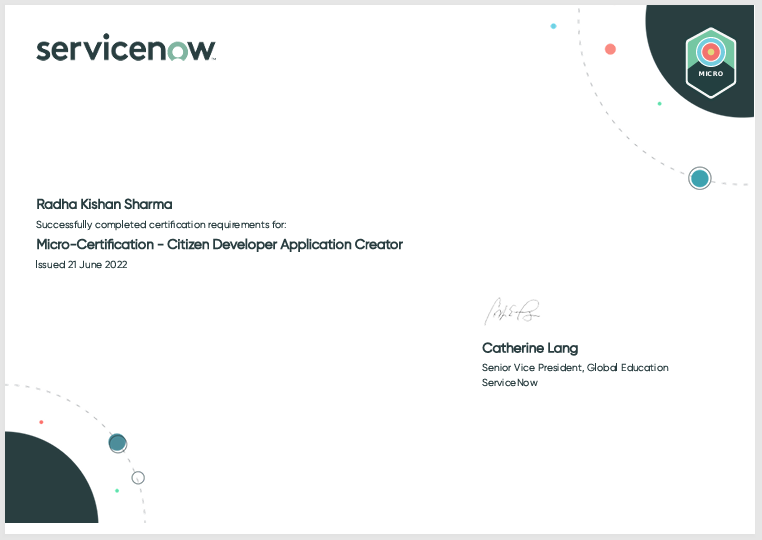 servicenow
MICRO
Radha Kishan Sharma
Successfully completed certification requirements for:
Micro-Certification - Citizen Developer Application Creator
Issued 21 June 2022
Catherine Lang
Senior Vice President, Global Education
ServiceNow